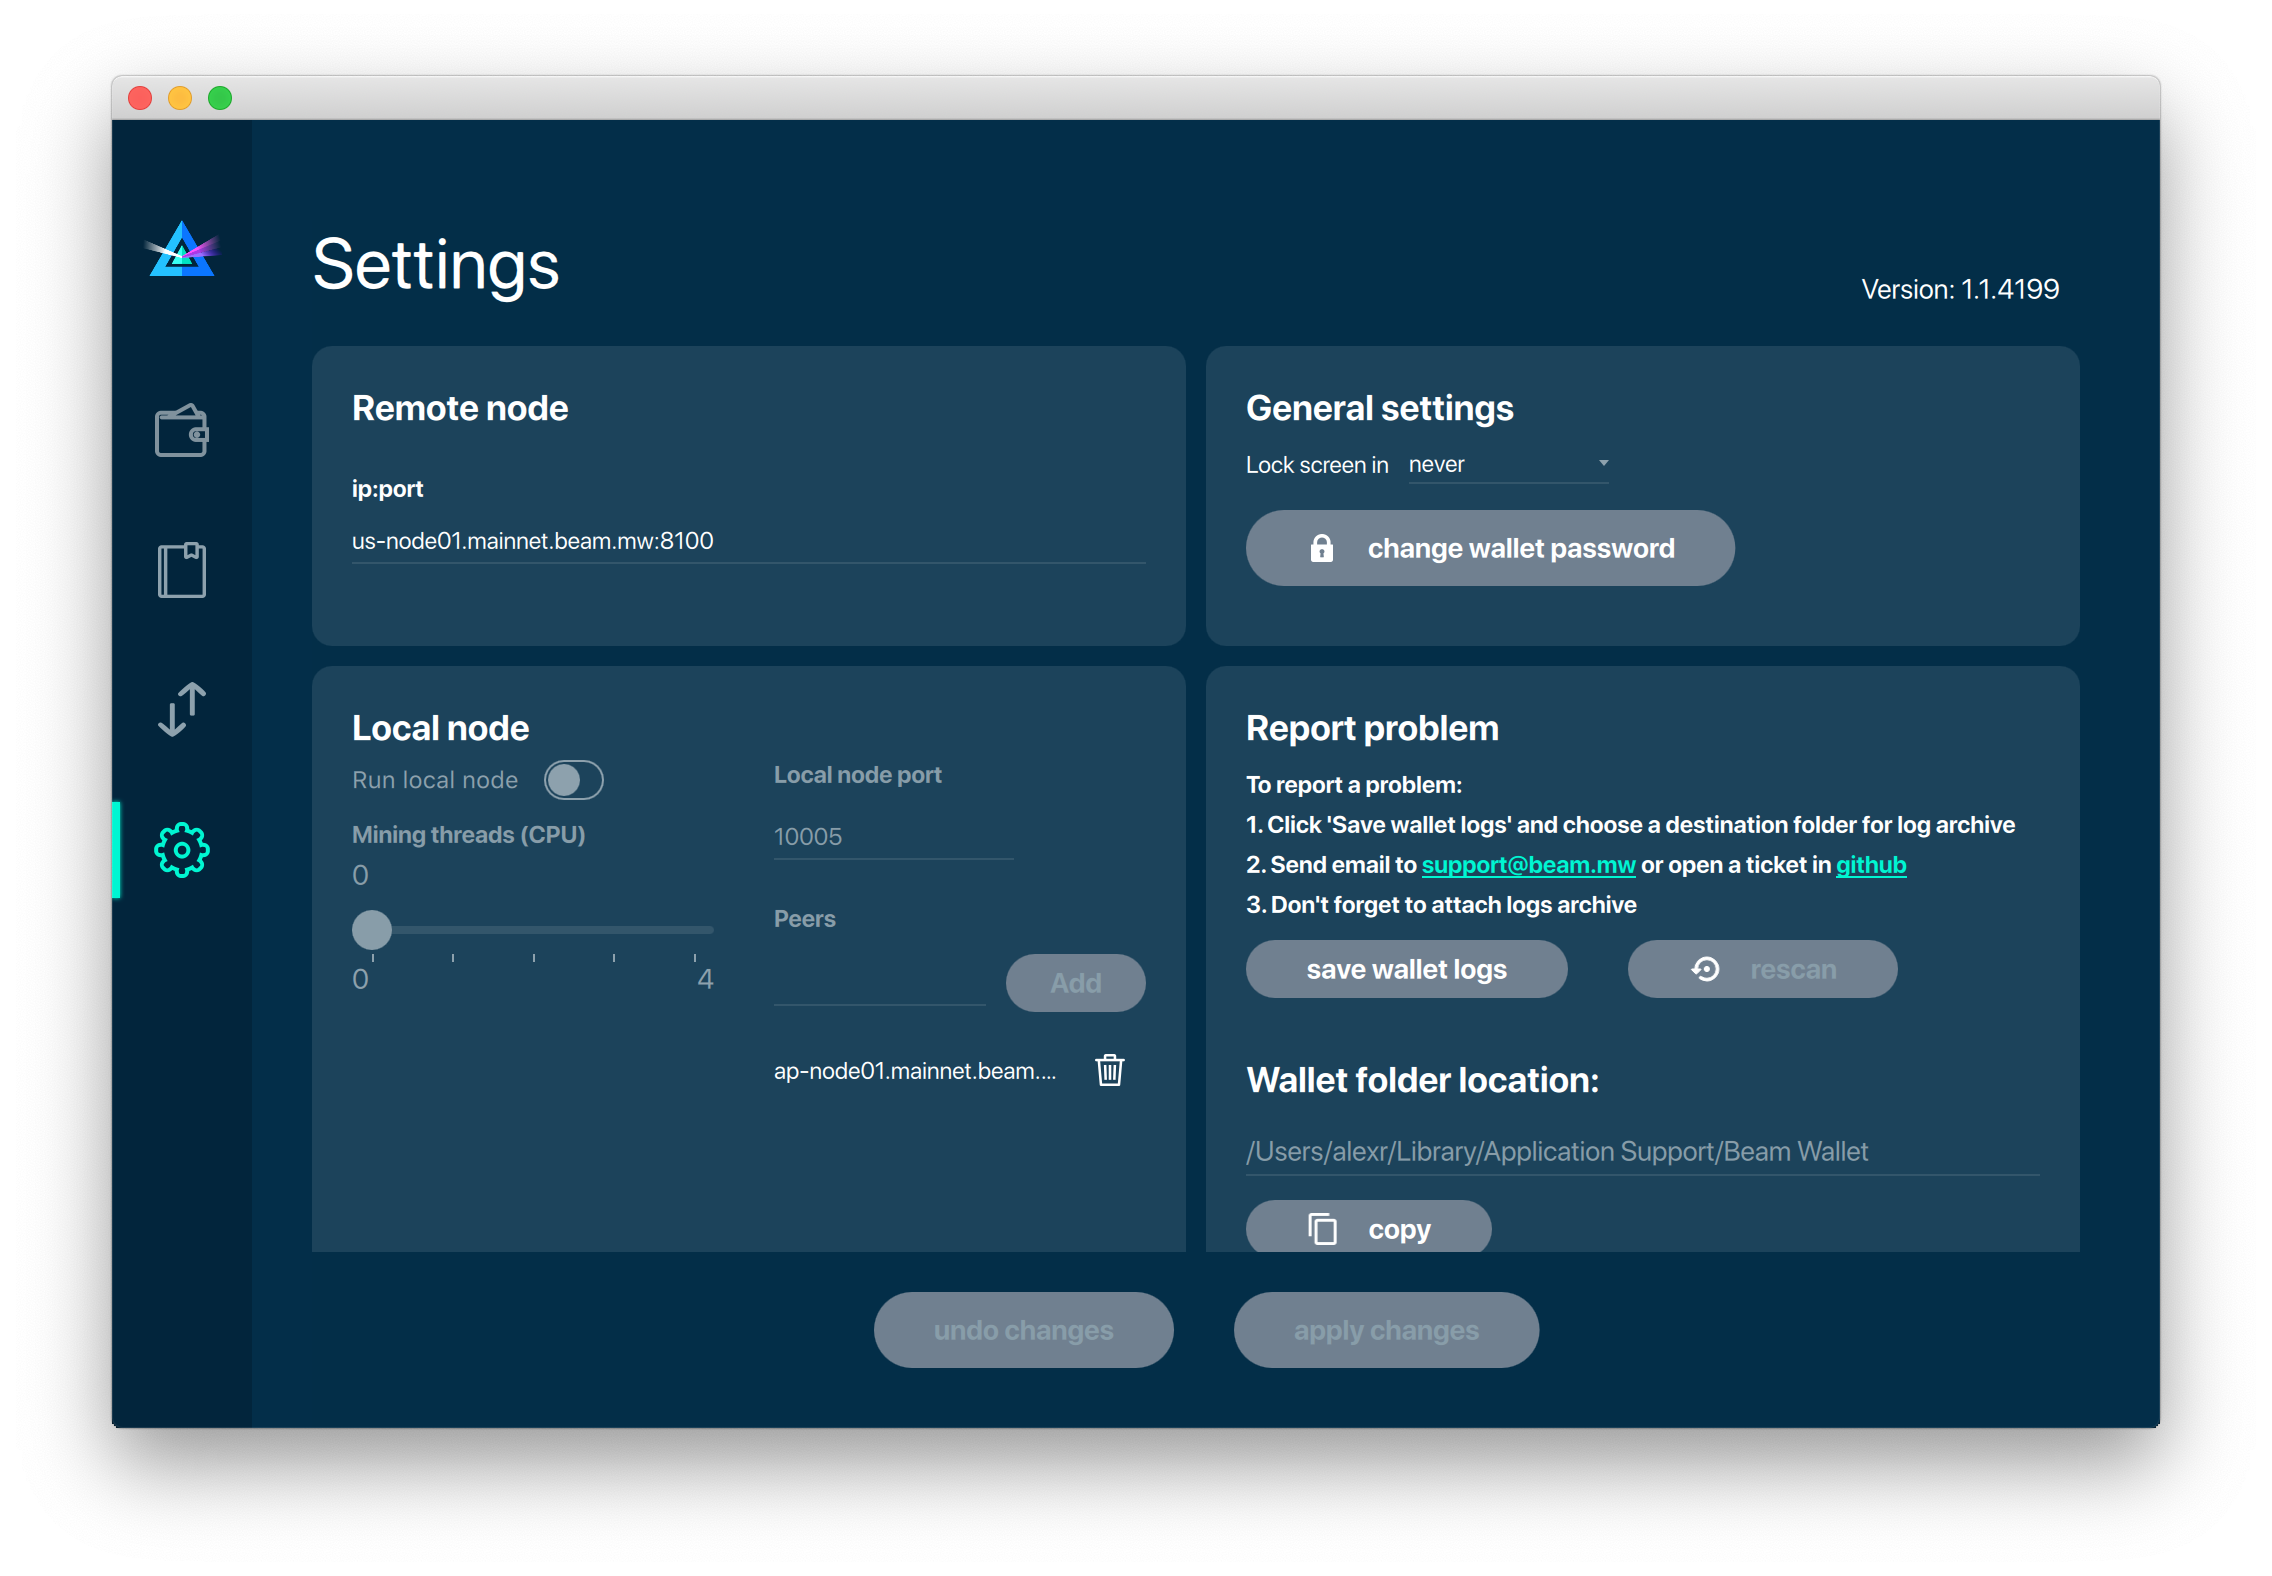 Settings
Version: 1.1.4199
Remote node
ip:port
us-node01.mainnet.beam.mw:8100
General settings
Lock screen in never
change wallet password
Local node
Run local node
Mining threads (CPU)
0
0 4
Local node port
10005
Peers
Add
ap-node01.mainnet.beam....
Report problem
To report a problem:
1. Click 'Save wallet logs' and choose a destination folder for log archive
2. Send email to support@beam.mw or open a ticket in github
3. Don't forget to attach logs archive
save wallet logs
rescan
Wallet folder location:
/Users/alexr/Library/Application Support/Beam Wallet
copy
undo changes
apply changes